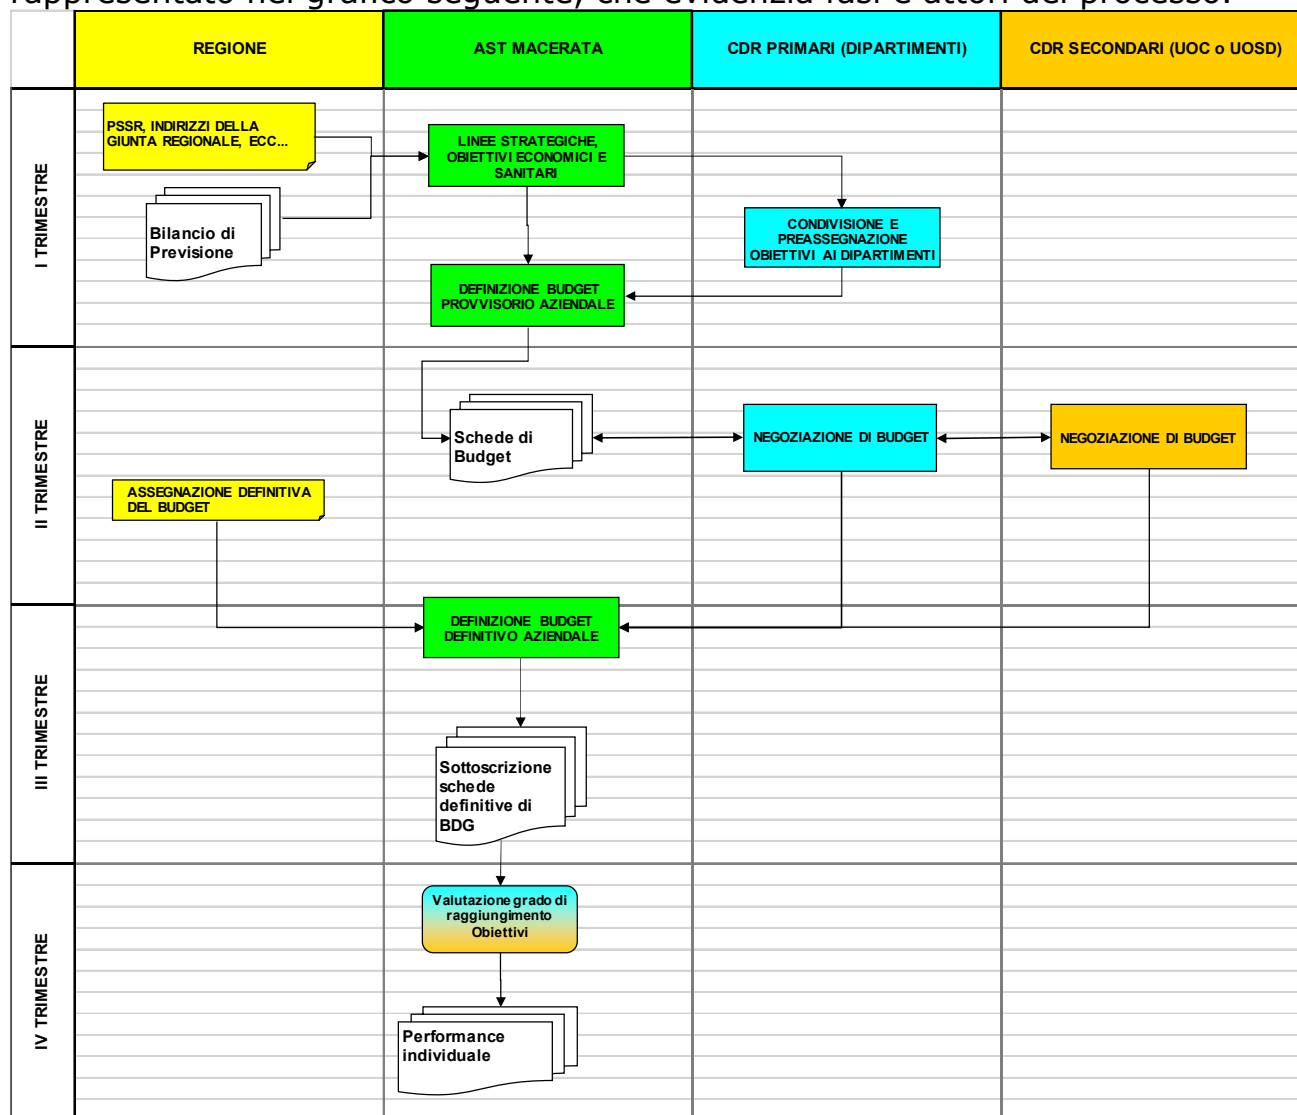 rappresentato nel grafico seguente, che evidenzia fasi e attori del processo.
REGIONE
AST MACERATA
CDR PRIMARI (DIPARTIMENTI)
CDR SECONDARI (UOC o UOSD)
I TRIMESTRE
PSSR, INDIRIZZI DELLA
GIUNTA REGIONALE, ECC...
LINEE STRATEGICHE,
OBIETTIVI ECONOMICI E
SANITARI
Bilancio di
Previsione
CONDIVISIONE E
PREASSEGNAZIONE
OBIETTIVI AI DIPARTIMENTI
DEFINIZIONE BUDGET
PROVVISORIO AZIENDALE
II TRIMESTRE
Schede di
Budget
NEGOZIAZIONE DI BUDGET
NEGOZIAZIONE DI BUDGET
ASSEGNAZIONE DEFINITIVA
DEL BUDGET
III TRIMESTRE
DEFINIZIONE BUDGET
DEFINITIVO AZIENDALE
Sottoscrizione
schede
definitive di
BDG
IV TRIMESTRE
Valutazione grado di
raggiungimento
Obiettivi
Performance
individuale